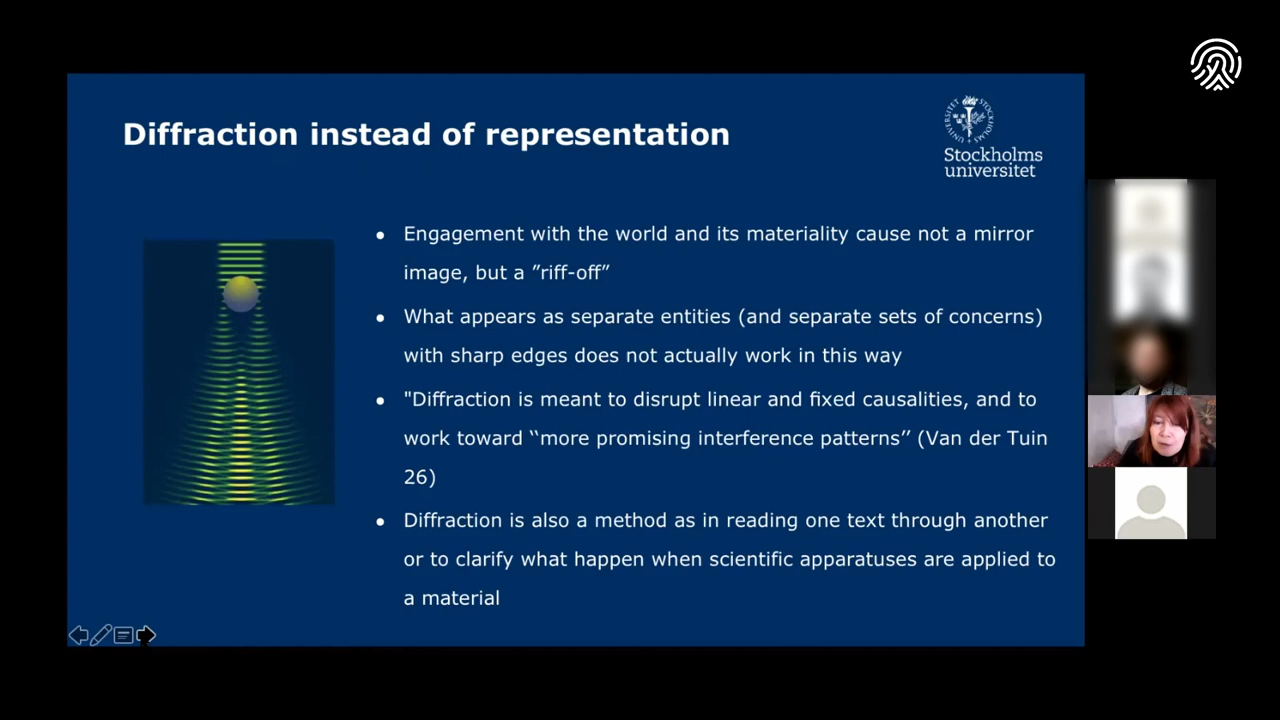 Diffraction instead of representation
STOCKHOLMS UNIVERSITET
Stockholms
universitet
• Engagement with the world and its materiality cause not a mirror
image, but a ”riff-off”
• What appears as separate entities (and separate sets of concerns)
with sharp edges does not actually work in this way
• "Diffraction is meant to disrupt linear and fixed causalities, and to
work toward ‘‘more promising interference patterns’’ (Van der Tuin
26)
• Diffraction is also a method as in reading one text through another
or to clarify what happen when scientific apparatuses are applied to
a material